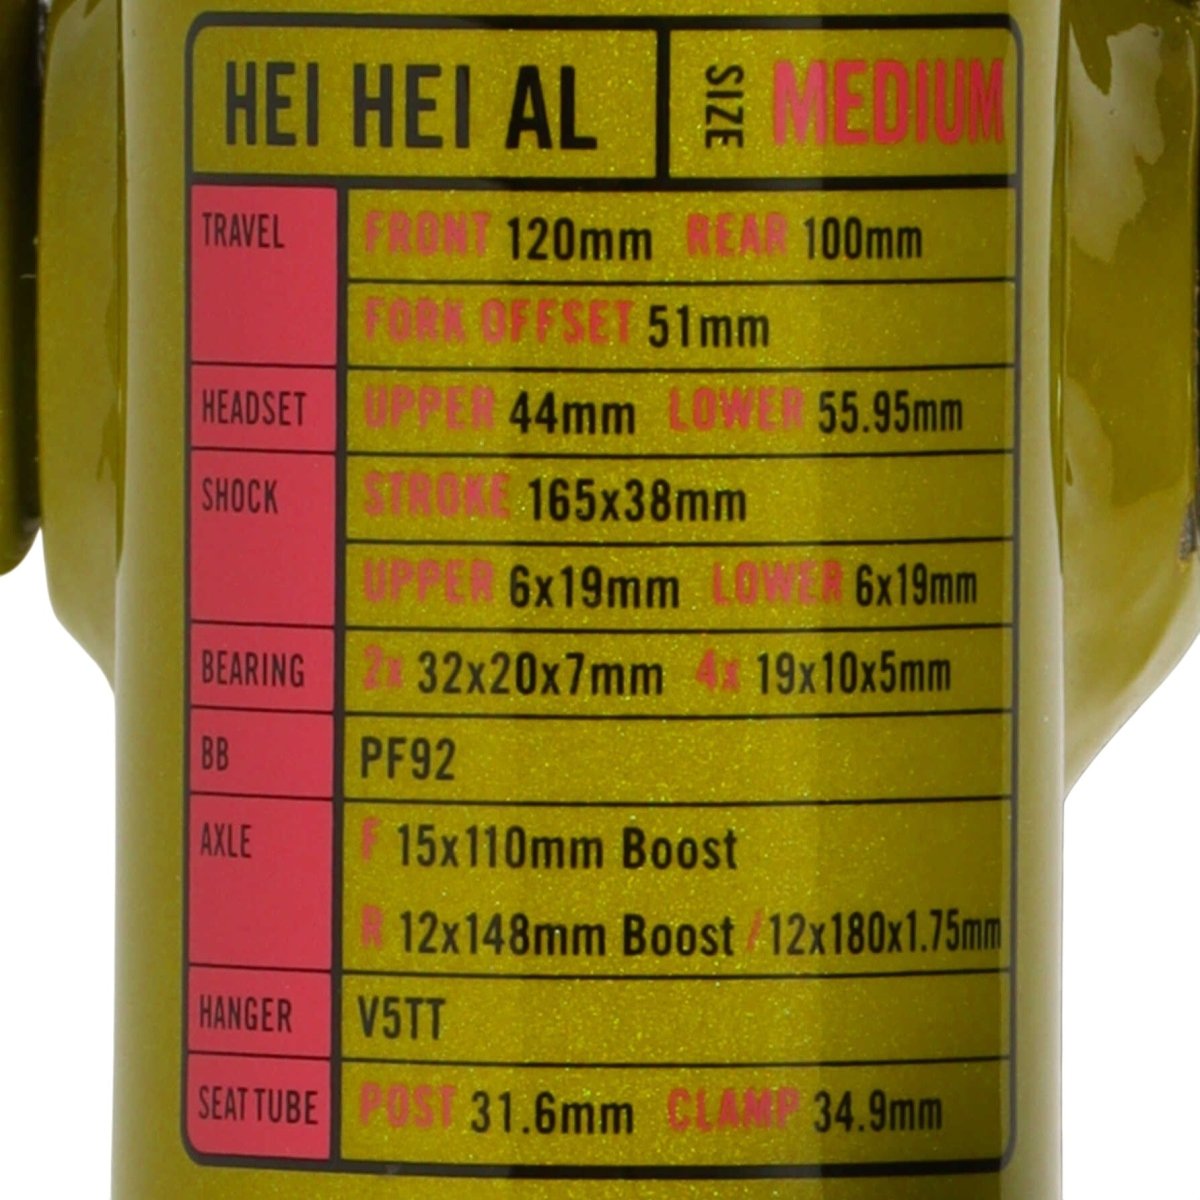 HEI HEI AL SIZE MEDIUM
TRAVEL FRONT 120mm REAR 100mm
FORK OFFSET 51mm
HEADSET UPPER 44mm LOWER 55.95mm
SHOCK STROKE 165x38mm
UPPER 6x19mm LOWER 6x19mm
BEARING 2x 32x20x7mm 4x 19x10x5mm
BB PF92
AXLE F 15x110mm Boost
R 12x148mm Boost / 12x180x1.75mm
HANGER V5TT
SEAT TUBE POST 31.6mm CLAMP 34.9mm